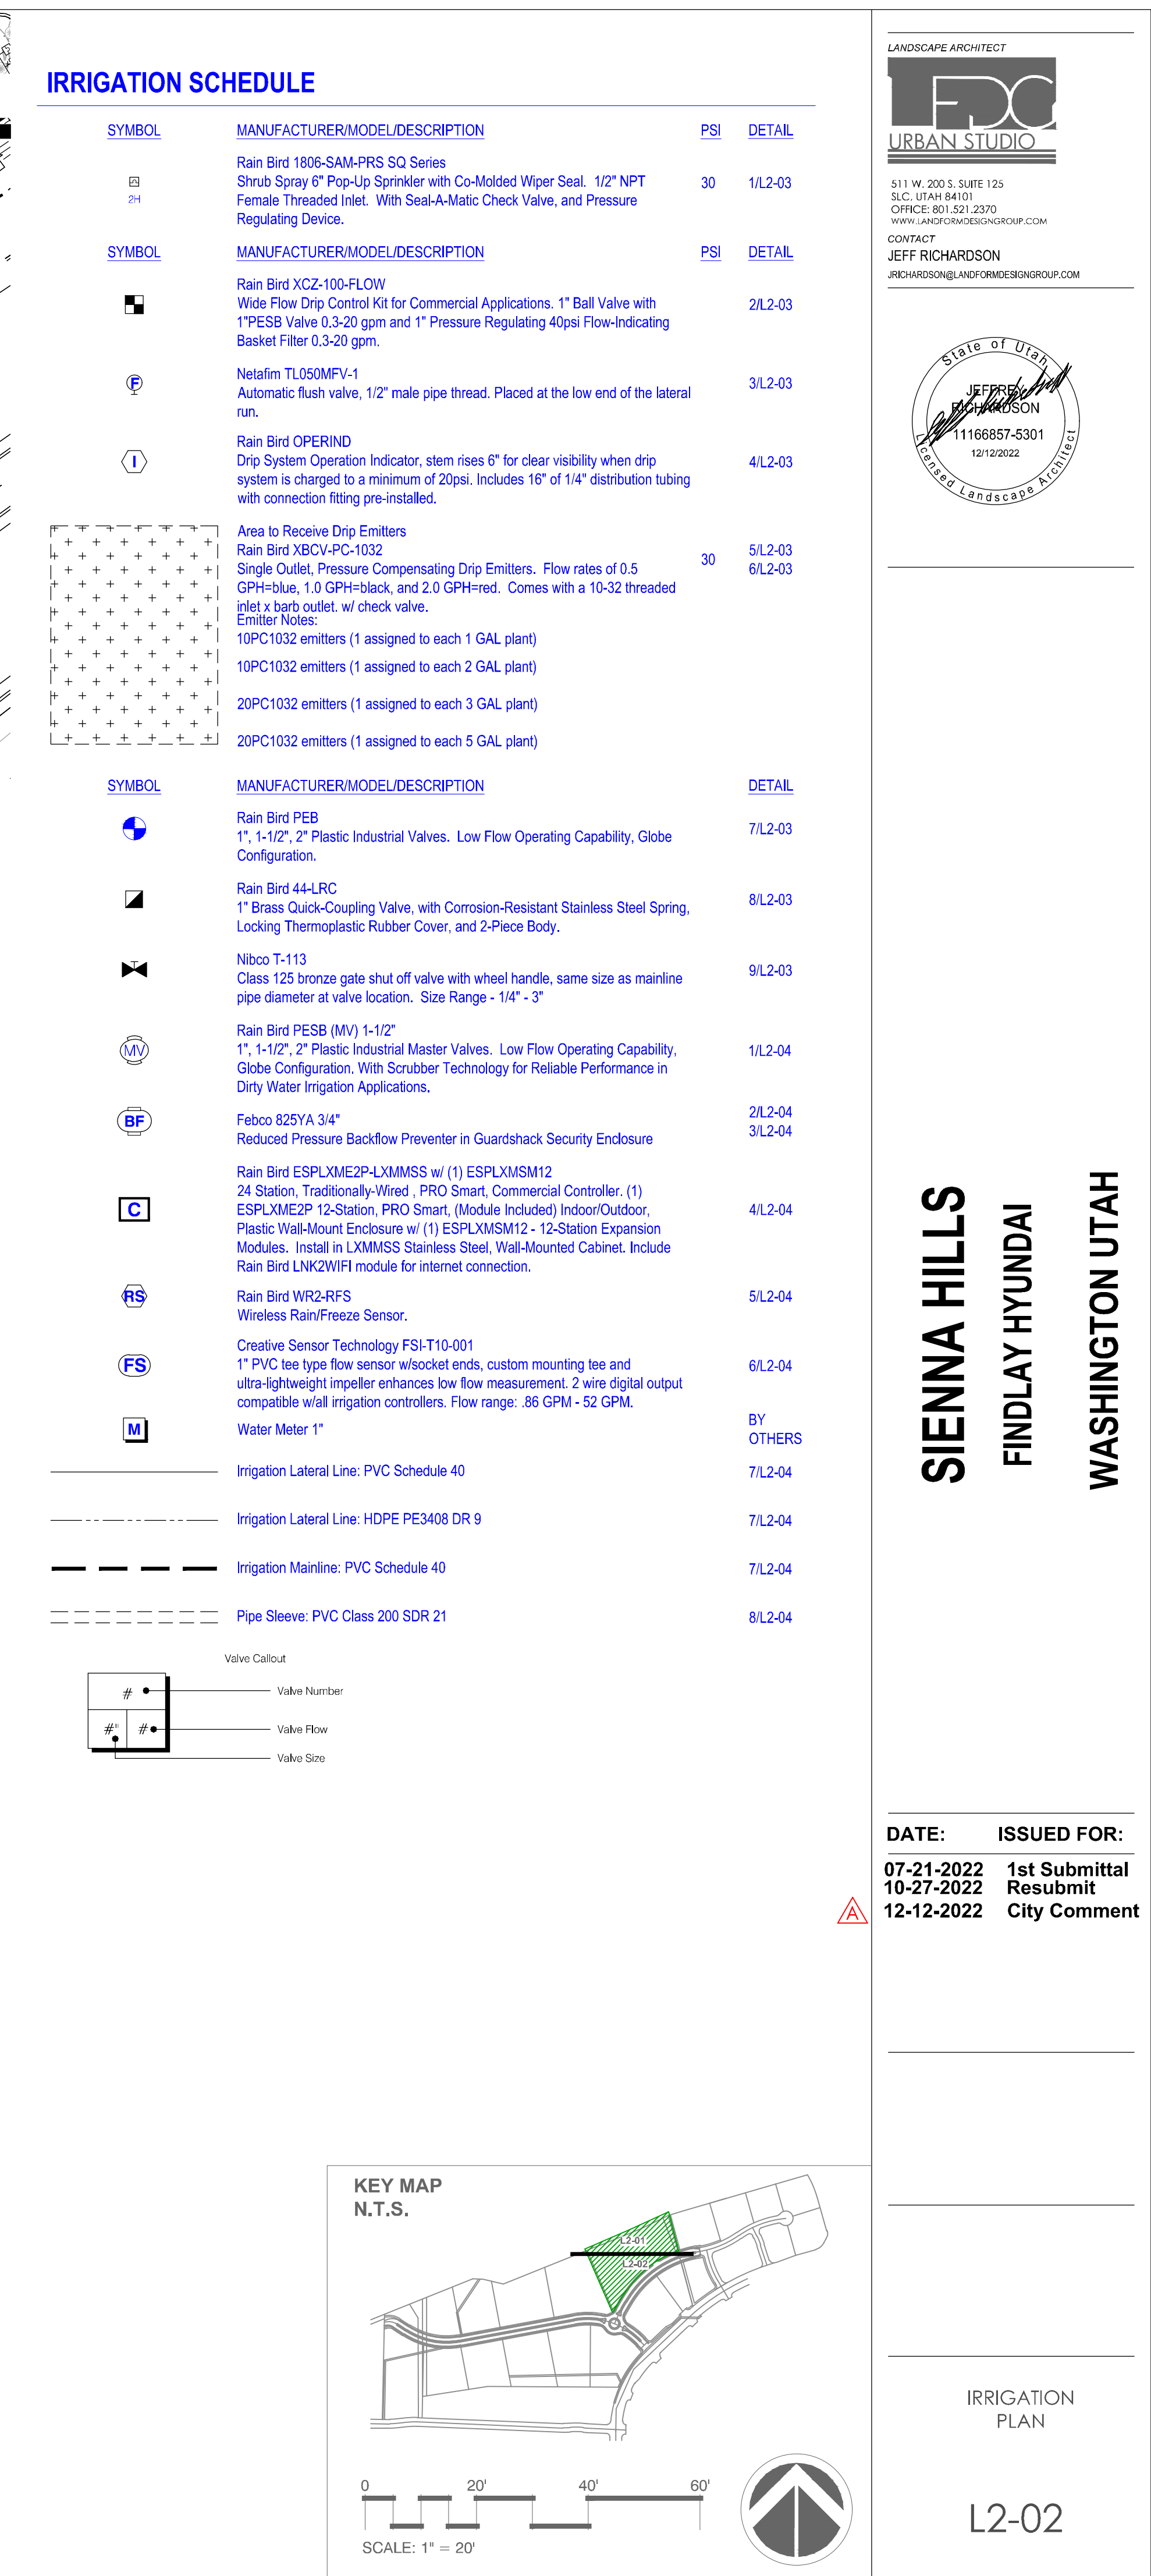 IRRIGATION SCHEDULE
SYMBOL MANUFACTURER/MODEL/DESCRIPTION PSI DETAIL
Rain Bird 1806-SAM-PRS SQ Series
Shrub Spray 6" Pop-Up Sprinkler with Co-Molded Wiper Seal. 1/2" NPT 30 1/L2-03
2H Female Threaded Inlet. With Seal-A-Matic Check Valve, and Pressure
Regulating Device.
SYMBOL MANUFACTURER/MODEL/DESCRIPTION PSI DETAIL
Rain Bird XCZ-100-FLOW
Wide Flow Drip Control Kit for Commercial Applications. 1" Ball Valve with 2/L2-03
1"PESB Valve 0.3-20 gpm and 1" Pressure Regulating 40psi Flow-Indicating
Basket Filter 0.3-20 gpm.
Netafim TL050MFV-1
F Automatic flush valve, 1/2" male pipe thread. Placed at the low end of the lateral 3/L2-03
run.
Rain Bird OPERIND
I Drip System Operation Indicator, stem rises 6" for clear visibility when drip 4/L2-03
system is charged to a minimum of 20psi. Includes 16" of 1/4" distribution tubing
with connection fitting pre-installed.
Area to Receive Drip Emitters
Rain Bird XBCV-PC-1032 30 5/L2-03
Single Outlet, Pressure Compensating Drip Emitters. Flow rates of 0.5 6/L2-03
GPH=blue, 1.0 GPH=black, and 2.0 GPH=red. Comes with a 10-32 threaded
inlet x barb outlet. w/ check valve.
Emitter Notes:
10PC1032 emitters (1 assigned to each 1 GAL plant)
10PC1032 emitters (1 assigned to each 2 GAL plant)
20PC1032 emitters (1 assigned to each 3 GAL plant)
20PC1032 emitters (1 assigned to each 5 GAL plant)
SYMBOL MANUFACTURER/MODEL/DESCRIPTION DETAIL
Rain Bird PEB
1", 1-1/2", 2" Plastic Industrial Valves. Low Flow Operating Capability, Globe 7/L2-03
Configuration.
Rain Bird 44-LRC
1" Brass Quick-Coupling Valve, with Corrosion-Resistant Stainless Steel Spring, 8/L2-03
Locking Thermoplastic Rubber Cover, and 2-Piece Body.
Nibco T-113
Class 125 bronze gate shut off valve with wheel handle, same size as mainline 9/L2-03
pipe diameter at valve location. Size Range - 1/4" - 3"
Rain Bird PESB (MV) 1-1/2"
MV 1", 1-1/2", 2" Plastic Industrial Master Valves. Low Flow Operating Capability, 1/L2-04
Globe Configuration. With Scrubber Technology for Reliable Performance in
Dirty Water Irrigation Applications.
BF Febco 825YA 3/4" 2/L2-04
Reduced Pressure Backflow Preventer in Guardshack Security Enclosure 3/L2-04
Rain Bird ESPLXME2P-LXMMSS w/ (1) ESPLXMSM12
24 Station, Traditionally-Wired , PRO Smart, Commercial Controller. (1)
C ESPLXME2P 12-Station, PRO Smart, (Module Included) Indoor/Outdoor, 4/L2-04
Plastic Wall-Mount Enclosure w/ (1) ESPLXMSM12 - 12-Station Expansion
Modules. Install in LXMMSS Stainless Steel, Wall-Mounted Cabinet. Include
Rain Bird LNK2WIFI module for internet connection.
RS Rain Bird WR2-RFS 5/L2-04
Wireless Rain/Freeze Sensor.
Creative Sensor Technology FSI-T10-001
FS 1" PVC tee type flow sensor w/socket ends, custom mounting tee and 6/L2-04
ultra-lightweight impeller enhances low flow measurement. 2 wire digital output
compatible w/all irrigation controllers. Flow range: .86 GPM - 52 GPM.
M Water Meter 1" BY
OTHERS
Irrigation Lateral Line: PVC Schedule 40 7/L2-04
Irrigation Lateral Line: HDPE PE3408 DR 9 7/L2-04
Irrigation Mainline: PVC Schedule 40 7/L2-04
Pipe Sleeve: PVC Class 200 SDR 21 8/L2-04
Valve Callout
# Valve Number
#" # Valve Flow
Valve Size
KEY MAP
N.T.S.
L2-01
L2-02
0 20' 40' 60'
SCALE: 1" = 20'
LANDSCAPE ARCHITECT
LFDC
URBAN STUDIO
511 W. 200 S. SUITE 125
SLC, UTAH 84101
OFFICE: 801.521.2370
WWW.LANDFORMDESIGNGROUP.COM
CONTACT
JEFF RICHARDSON
JRICHARDSON@LANDFORMDESIGNGROUP.COM
State of Utah
JEFFREY
RICHARDSON
11166857-5301
12/12/2022
Licensed Landscape Architect
SIENNA HILLS
FINDLAY HYUNDAI
WASHINGTON UTAH
DATE: ISSUED FOR:
07-21-2022 1st Submittal
10-27-2022 Resubmit
A 12-12-2022 City Comment
IRRIGATION
PLAN
L2-02